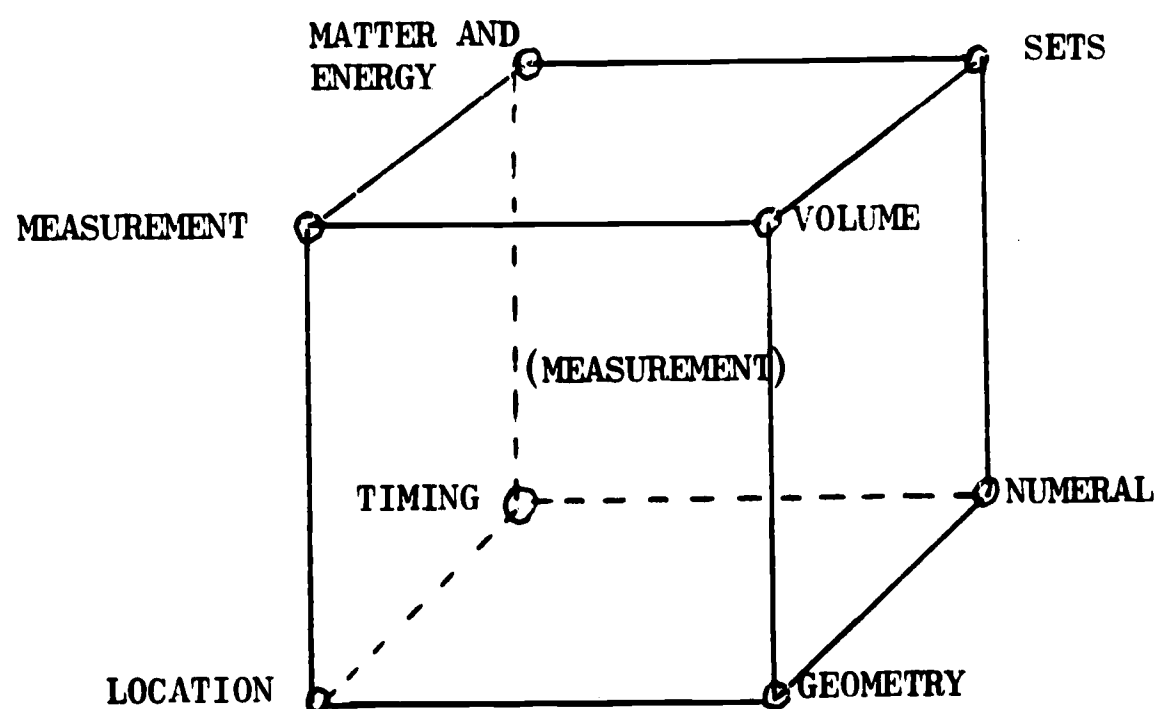 MATTER AND
ENERGY
SETS
MEASUREMENT
VOLUME
(MEASUREMENT)
TIMING
NUMERAL
LOCATION
GEOMETRY